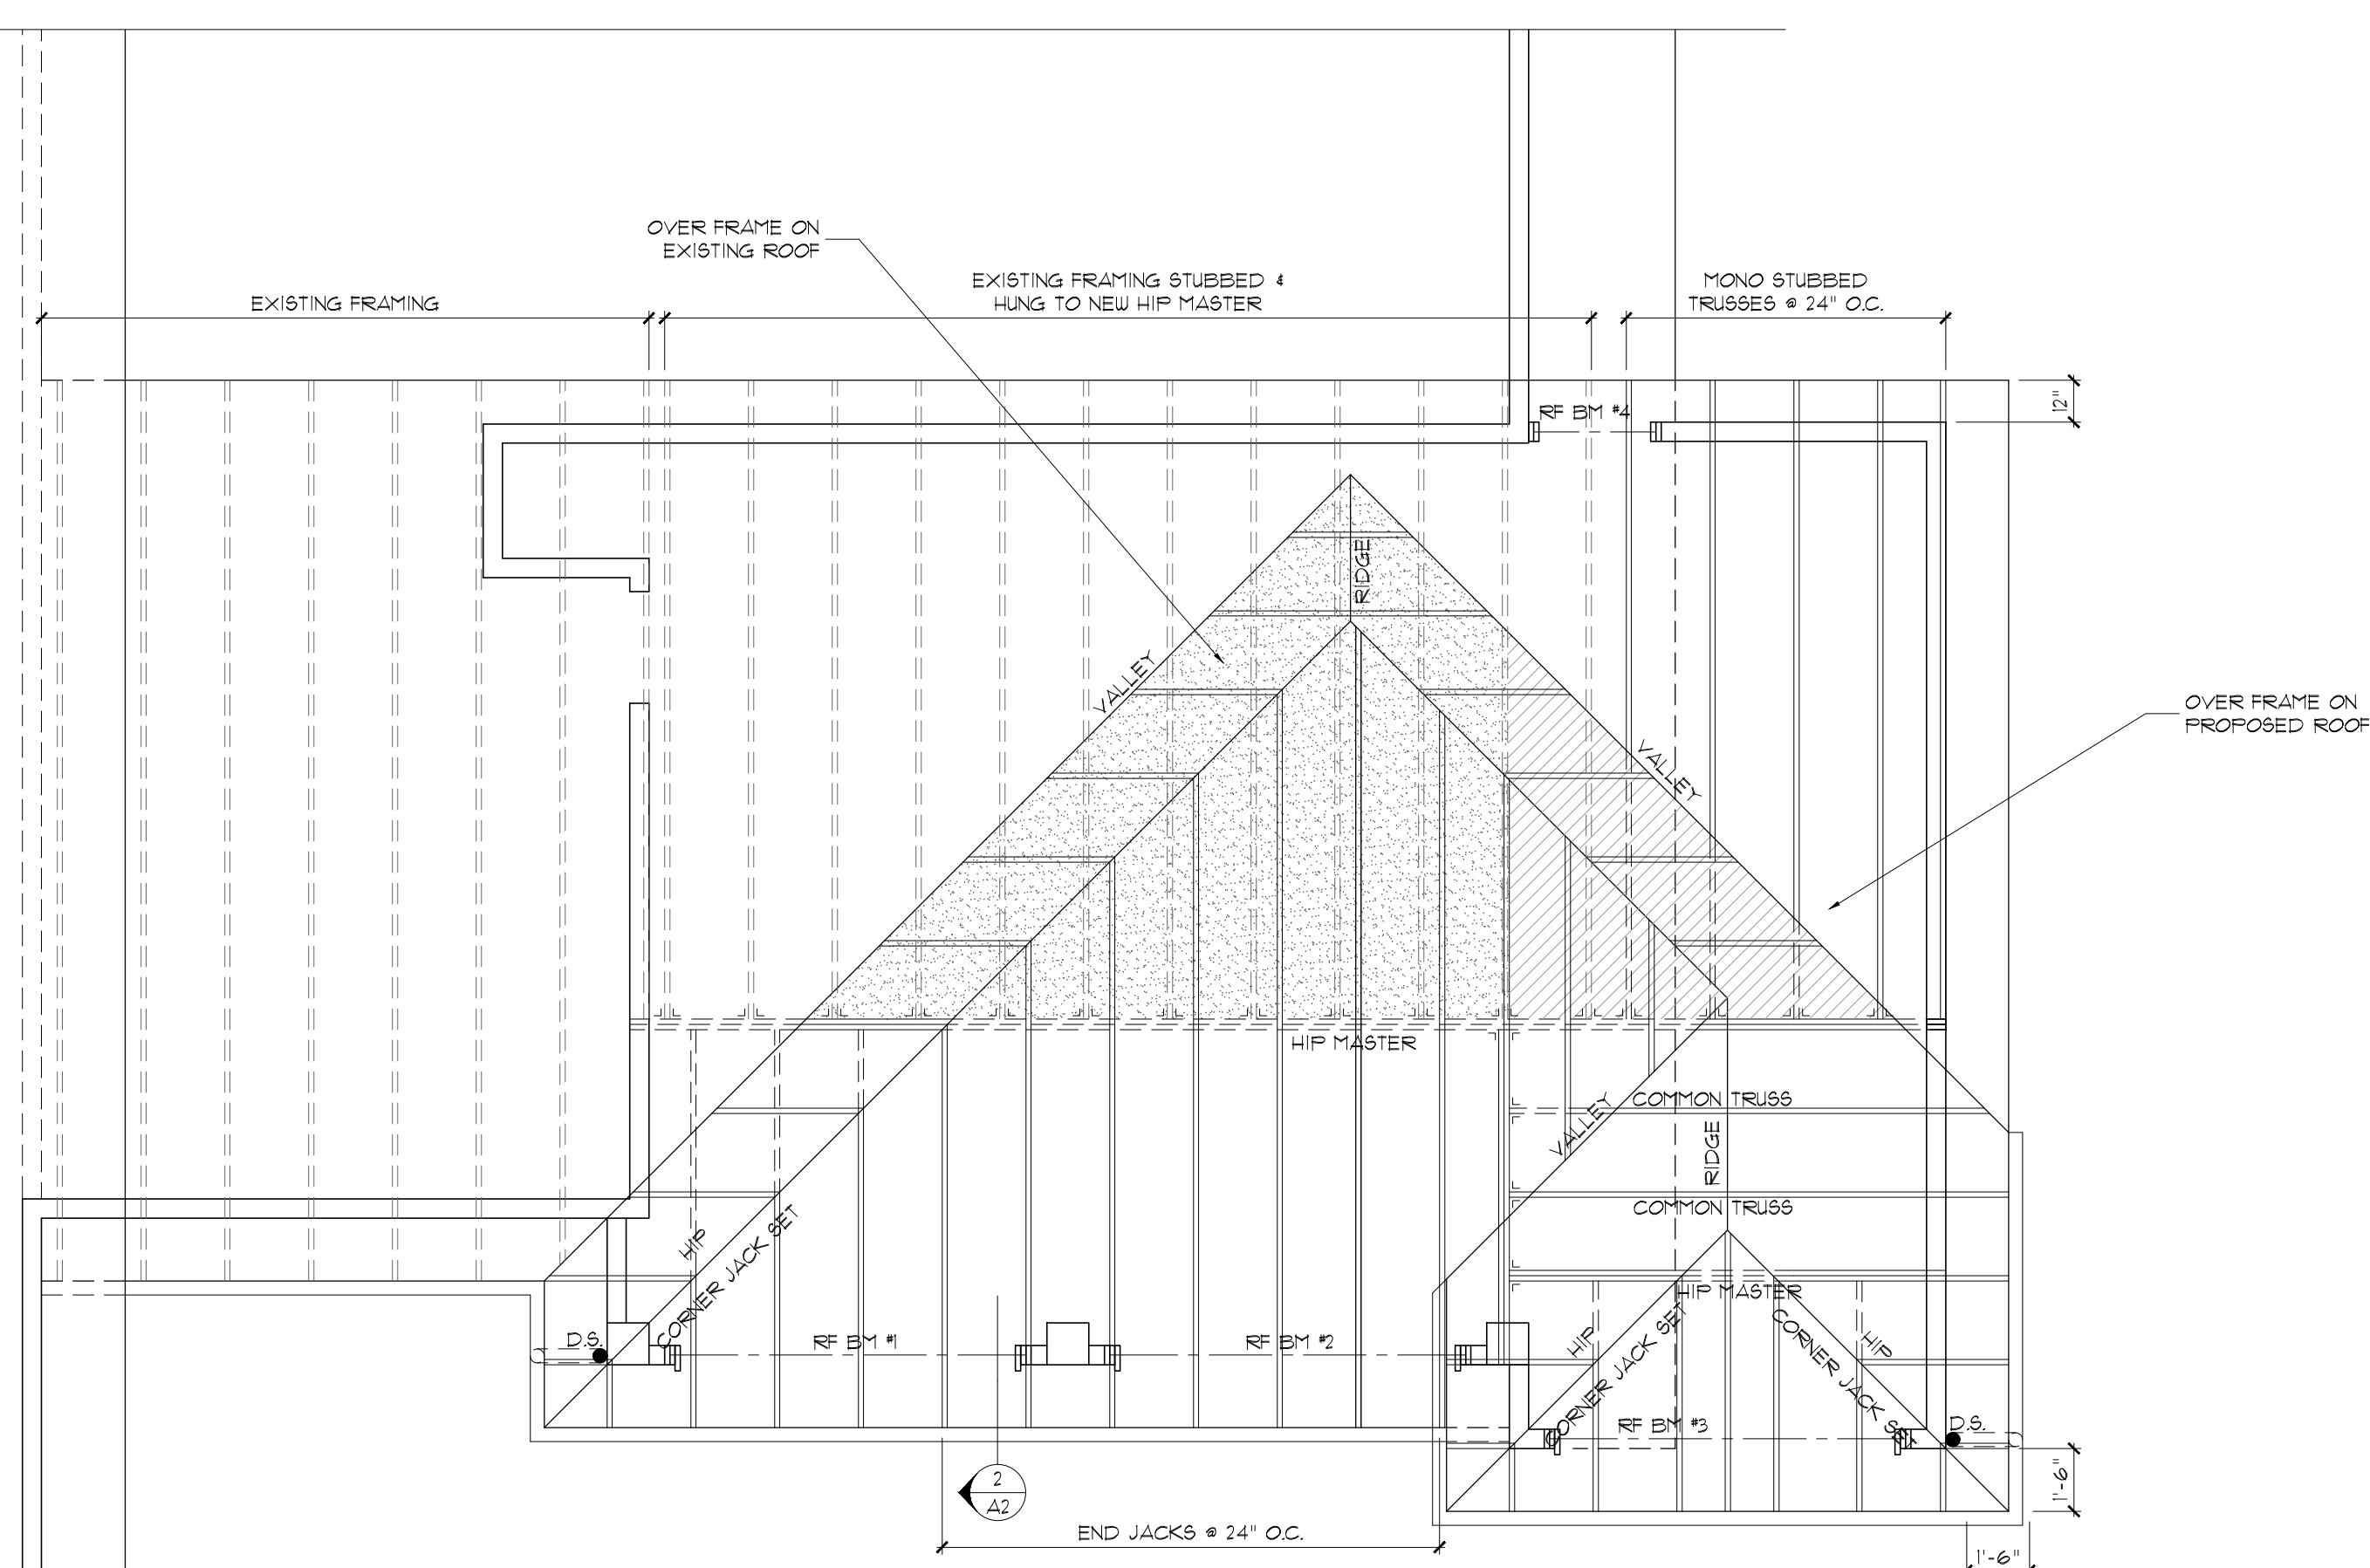 OVER FRAME ON
EXISTING ROOF
EXISTING FRAMING
EXISTING FRAMING STUBBED &
HUNG TO NEW HIP MASTER
MONO STUBBED
TRUSSES @ 24" O.C.
12"
RF BM #4
RIDGE
VALLEY
VALLEY
OVER FRAME ON
PROPOSED ROOF
HIP MASTER
COMMON TRUSS
VALLEY
RIDGE
COMMON TRUSS
HIP
CORNER JACK SET
HIP MASTER
D.S.
RF BM #1
RF BM #2
HIP
CORNER JACK SET
CORNER JACK SET
HIP
RF BM #3
D.S.
2
A2
1'-6"
END JACKS @ 24" O.C.
1'-6"